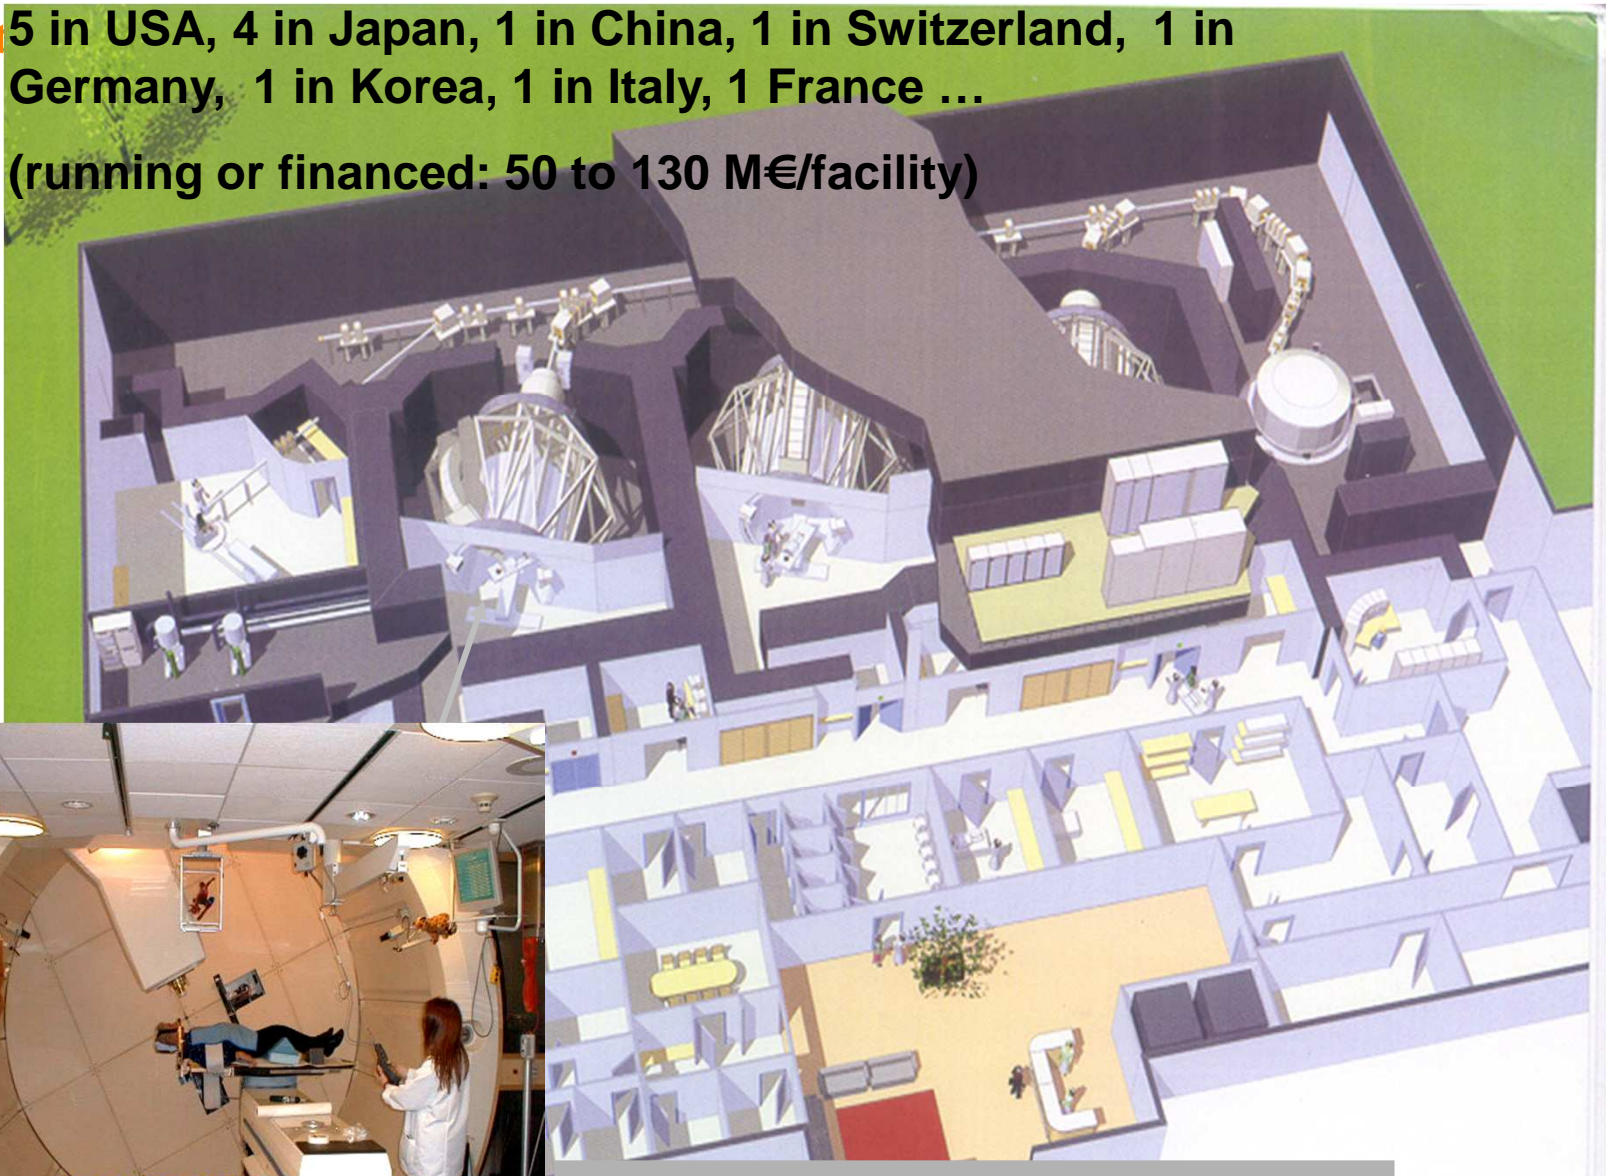 5 in USA, 4 in Japan, 1 in China, 1 in Switzerland,  1 in
Germany,  1 in Korea, 1 in Italy, 1 France …
(running or financed: 50 to 130 M€/facility)